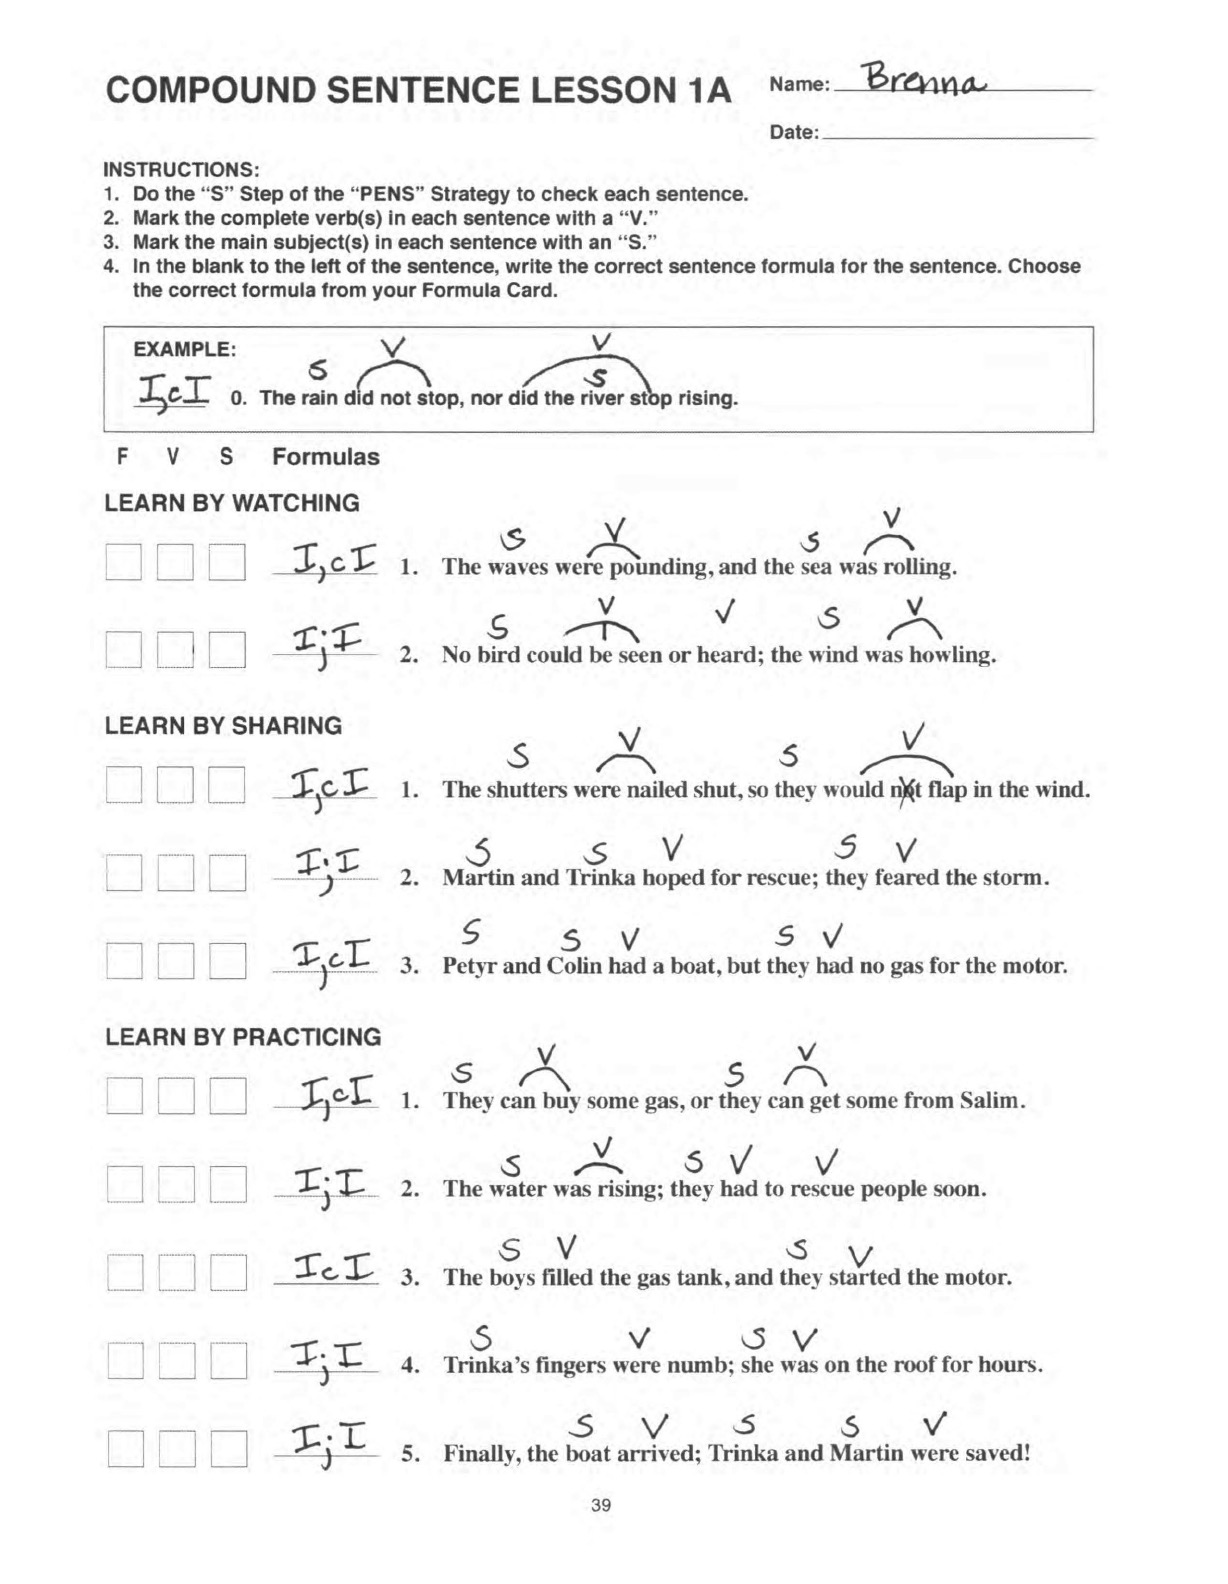 COMPOUND SENTENCE LESSON 1A
Name: Brenna
Date:
INSTRUCTIONS:
1. Do the “S” Step of the “PENS” Strategy to check each sentence.
2. Mark the complete verb(s) in each sentence with a “V.”
3. Mark the main subject(s) in each sentence with an “S.”
4. In the blank to the left of the sentence, write the correct sentence formula for the sentence. Choose
the correct formula from your Formula Card.
EXAMPLE:
S V V S
I,cI 0. The rain did not stop, nor did the river stop rising.
F V S Formulas
LEARN BY WATCHING
S V S V
I,cI 1. The waves were pounding, and the sea was rolling.
S V V S V
I;I 2. No bird could be seen or heard; the wind was howling.
LEARN BY SHARING
S V S V
I,cI 1. The shutters were nailed shut, so they would not flap in the wind.
S S V S V
I;I 2. Martin and Trinka hoped for rescue; they feared the storm.
S S V S V
I,cI 3. Petyr and Colin had a boat, but they had no gas for the motor.
LEARN BY PRACTICING
S V S V
I,cI 1. They can buy some gas, or they can get some from Salim.
S V S V V
I;I 2. The water was rising; they had to rescue people soon.
S V S V
IcI 3. The boys filled the gas tank, and they started the motor.
S V S V
I;I 4. Trinka’s fingers were numb; she was on the roof for hours.
S V S S V
I;I 5. Finally, the boat arrived; Trinka and Martin were saved!
39